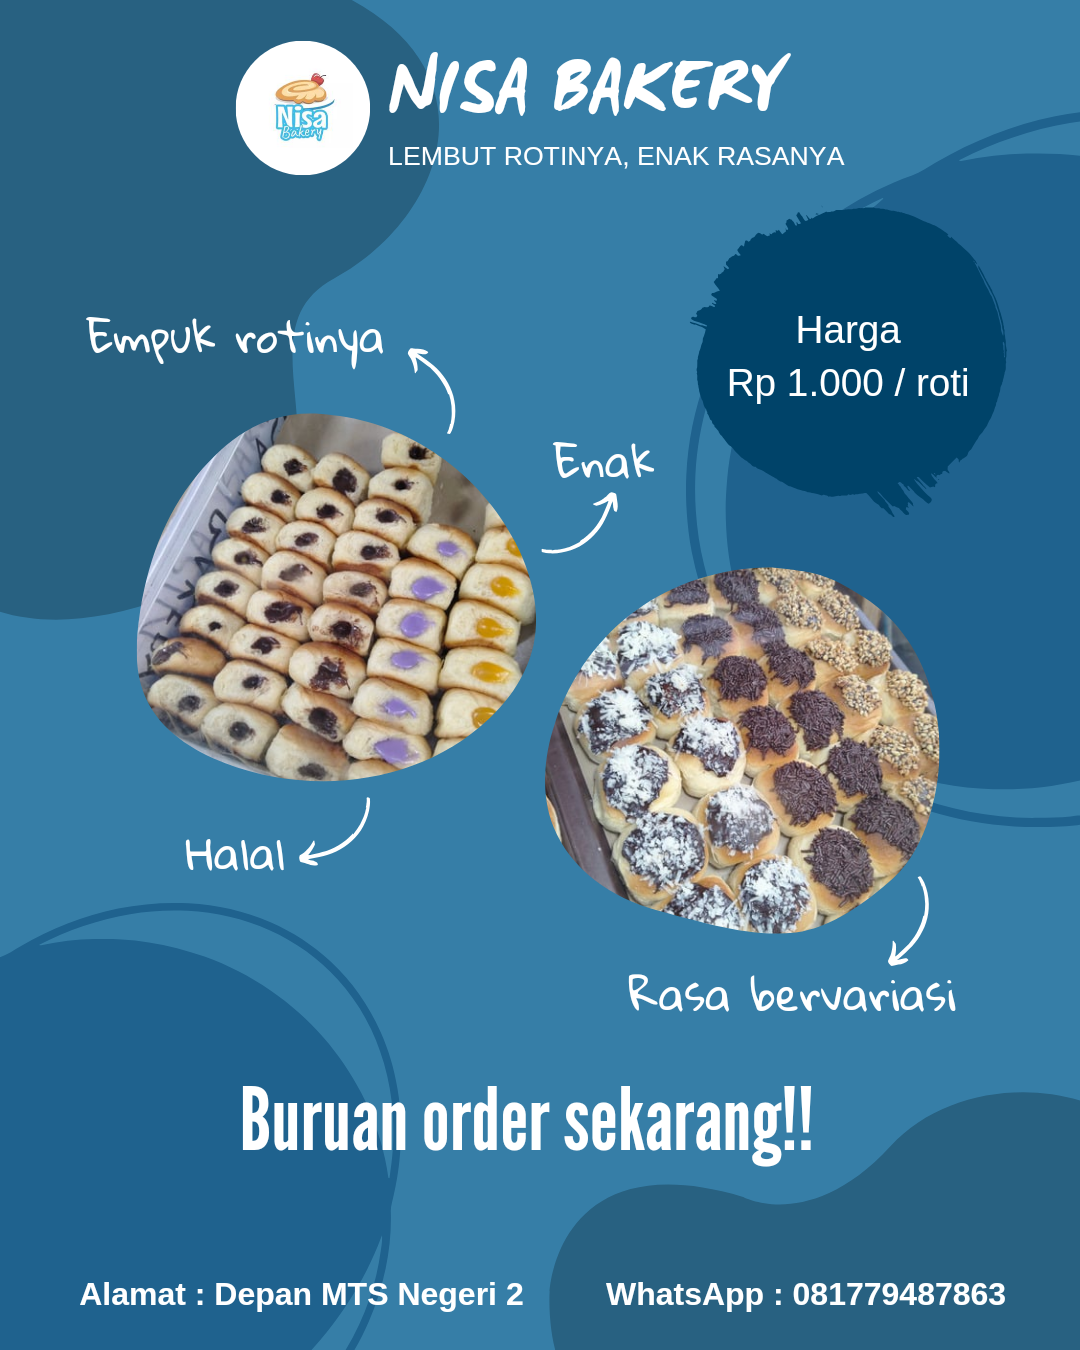 Nisa
Bakery
NISA BAKERY
LEMBUT ROTINYA, ENAK RASANYA
Harga
Rp 1.000 / roti
Empuk rotinya
Enak
Halal
Rasa bervariasi
Buruan order sekarang!!
Alamat : Depan MTS Negeri 2
WhatsApp : 081779487863